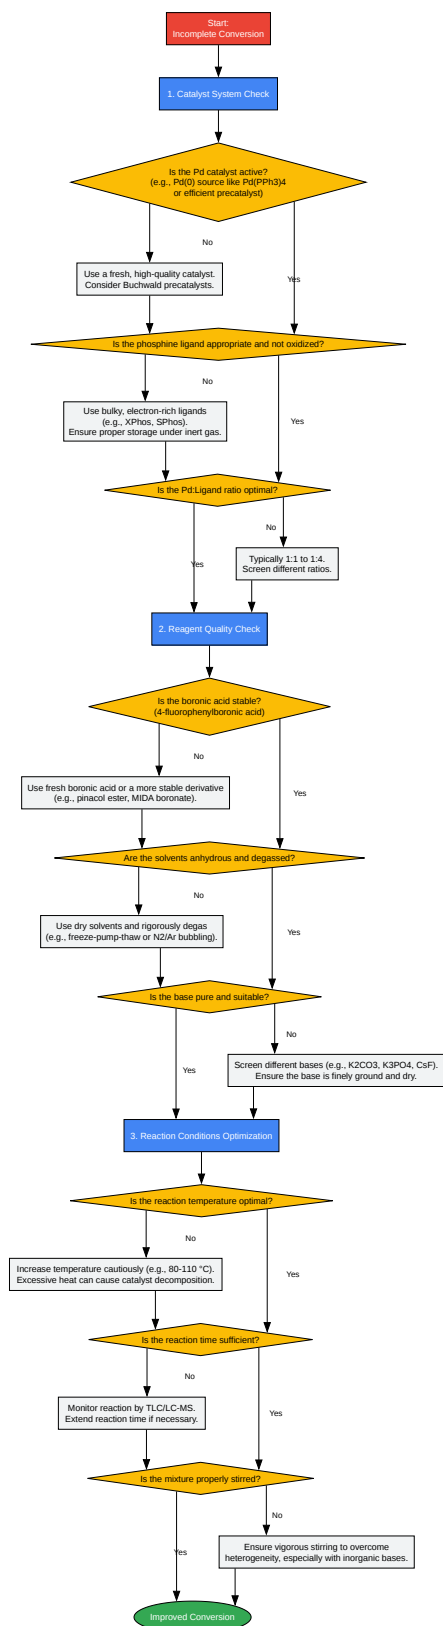 Start:
Incomplete Conversion
1. Catalyst System Check
Is the Pd catalyst active?
(e.g., Pd(0) source like Pd(PPh3)4
or efficient precatalyst)
No
Use a fresh, high-quality catalyst.
Consider Buchwald precatalysts.
Yes
Is the phosphine ligand appropriate and not oxidized?
No
Use bulky, electron-rich ligands
(e.g., XPhos, SPhos).
Ensure proper storage under inert gas.
Yes
Is the Pd:Ligand ratio optimal?
No
Typically 1:1 to 1:4.
Screen different ratios.
Yes
2. Reagent Quality Check
Is the boronic acid stable?
(4-fluorophenylboronic acid)
No
Use fresh boronic acid or a more stable derivative
(e.g., pinacol ester, MIDA boronate).
Yes
Are the solvents anhydrous and degassed?
No
Use dry solvents and rigorously degas
(e.g., freeze-pump-thaw or N2/Ar bubbling).
Yes
Is the base pure and suitable?
No
Screen different bases (e.g., K2CO3, K3PO4, CsF).
Ensure the base is finely ground and dry.
Yes
3. Reaction Conditions Optimization
Is the reaction temperature optimal?
No
Increase temperature cautiously (e.g., 80-110 °C).
Excessive heat can cause catalyst decomposition.
Yes
Is the reaction time sufficient?
No
Monitor reaction by TLC/LC-MS.
Extend reaction time if necessary.
Yes
Is the mixture properly stirred?
No
Ensure vigorous stirring to overcome
heterogeneity, especially with inorganic bases.
Yes
Improved Conversion